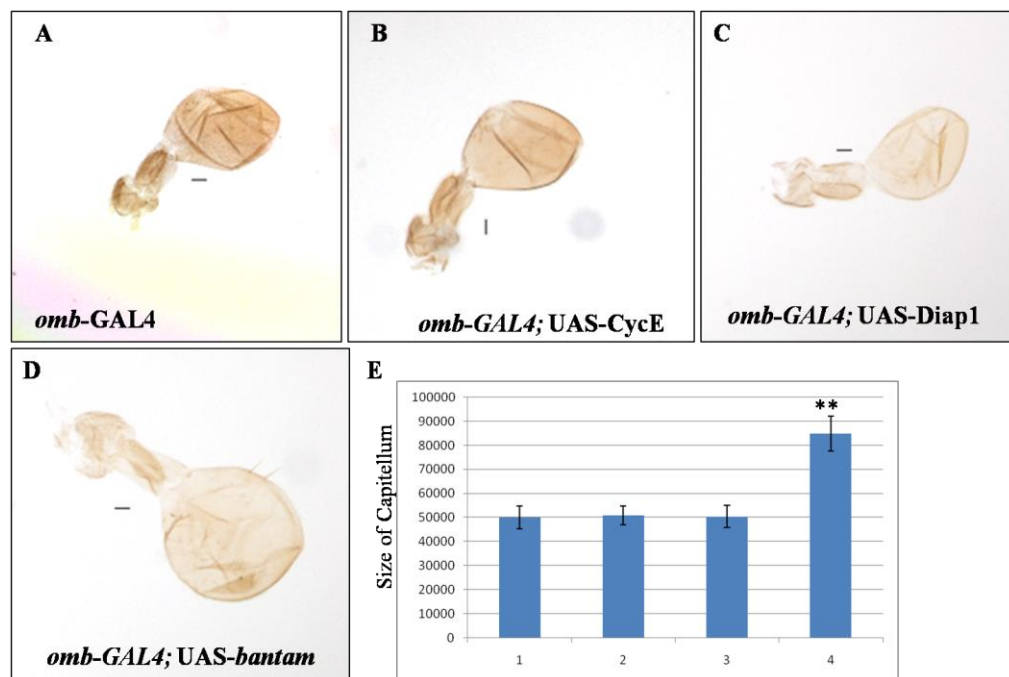 A
omb-GAL4
B
omb-GAL4; UAS-CycE
C
omb-GAL4; UAS-Diap1
D
omb-GAL4; UAS-bantam
E
Size of Capitellum
100000
90000
80000
70000
60000
50000
40000
30000
20000
10000
0
**
1 2 3 4